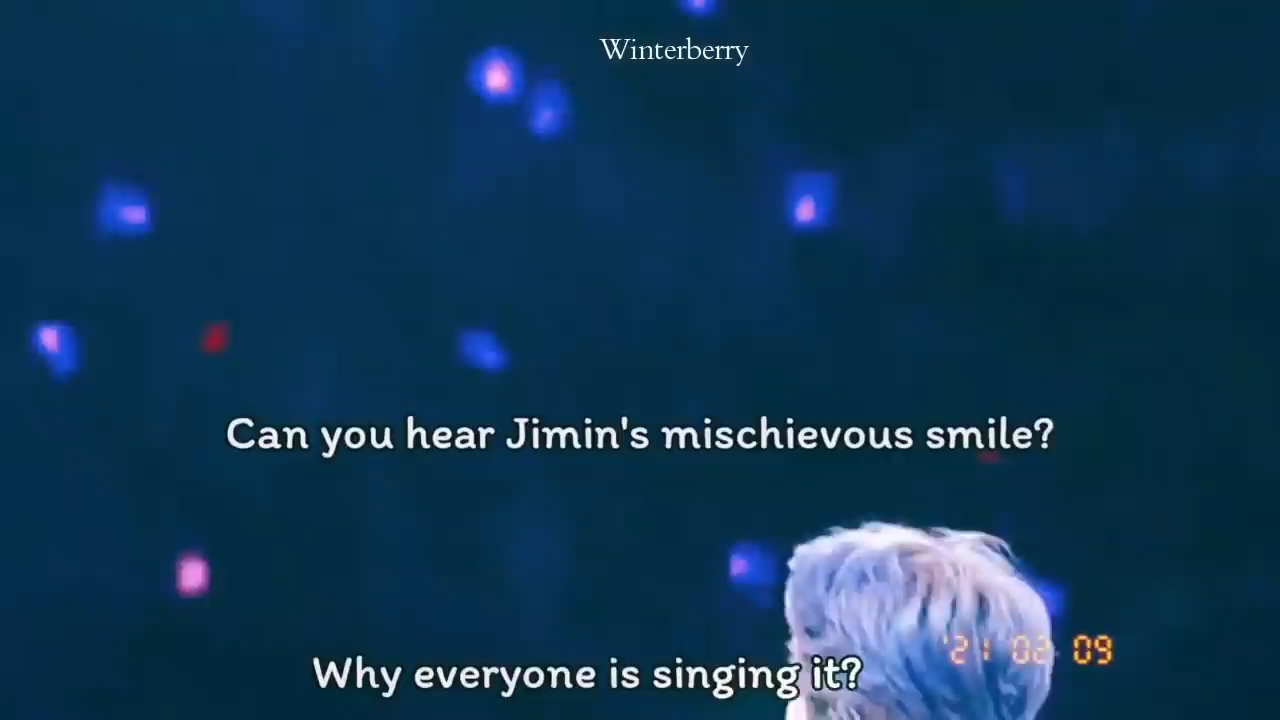 Winterberry
Can you hear Jimin's mischievous smile?
'21 02 09
Why everyone is singing it?